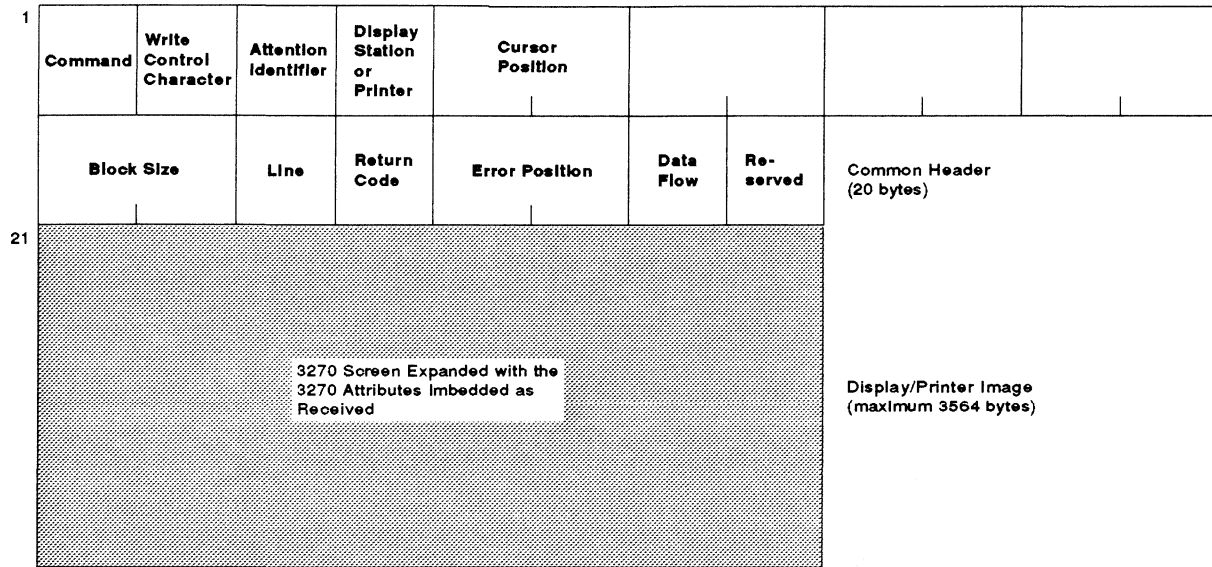 1
Command
Write
Control
Character
Attention
Identifier
Display
Station
or
Printer
Cursor
Position
Block Size
Line
Return
Code
Error Position
Data
Flow
Re-
served
Common Header
(20 bytes)
21
3270 Screen Expanded with the
3270 Attributes Imbedded as
Received
Display/Printer Image
(maximum 3564 bytes)